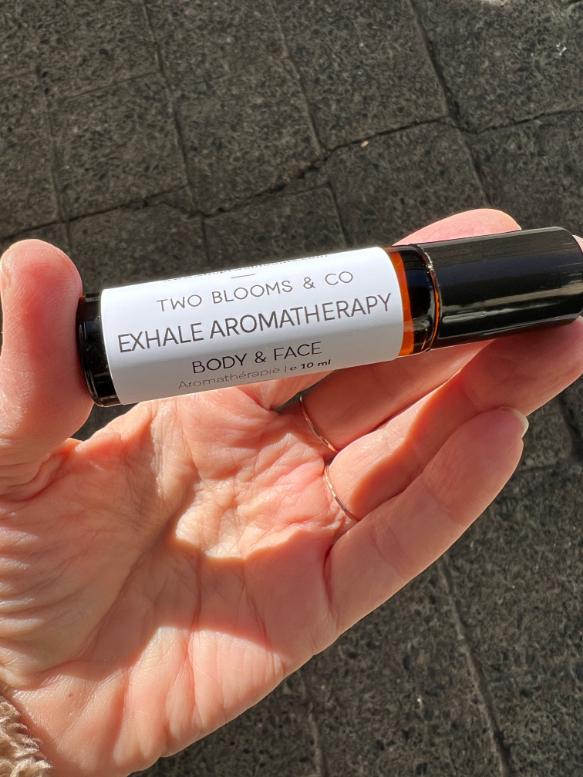 TWO BLOOMS & CO
EXHALE AROMATHERAPY
BODY & FACE
Aromathérapie | e 10 ml